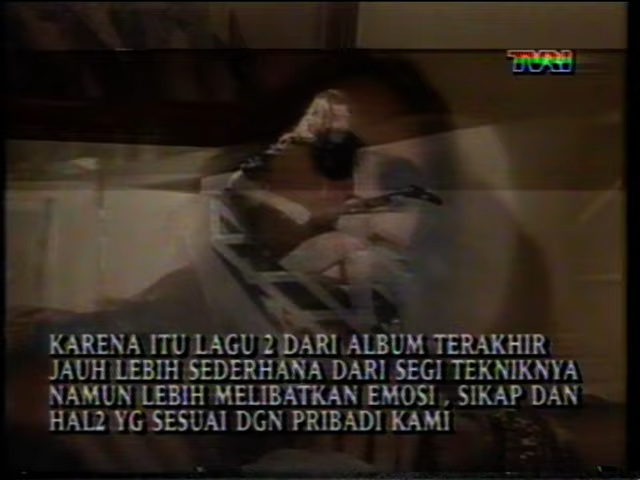 TVRI
KARENA ITU LAGU 2 DARI ALBUM TERAKHIR
JAUH LEBIH SEDERHANA DARI SEGI TEKNIKNYA
NAMUN LEBIH MELIBATKAN EMOSI , SIKAP DAN
HAL2 YG SESUAI DGN PRIBADI KAMI